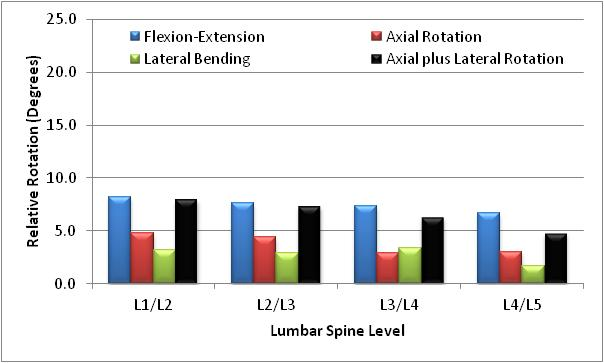 25.0
Flexion-Extension Axial Rotation
Lateral Bending Axial plus Lateral Rotation
20.0
15.0
10.0
5.0
0.0
Relative Rotation (Degrees)
L1/L2 L2/L3 L3/L4 L4/L5
Lumbar Spine Level